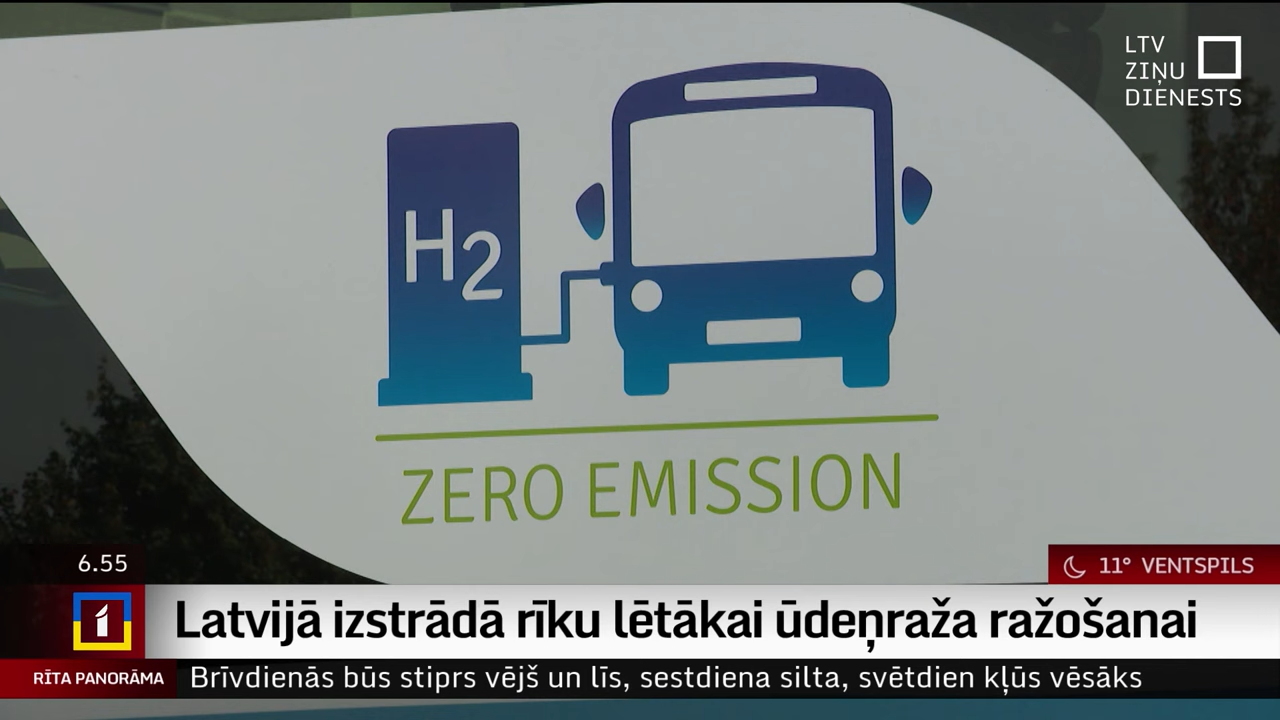 LTV
ZIŅU
DIENESTS
H2
ZERO EMISSION
6.55
11° VENTSPILS
1
Latvijā izstrādā rīku lētākai ūdeņraža ražošanai
RĪTA PANORĀMA
Brīvdienās būs stiprs vējš un līs, sestdiena silta, svētdien kļūs vēsāks